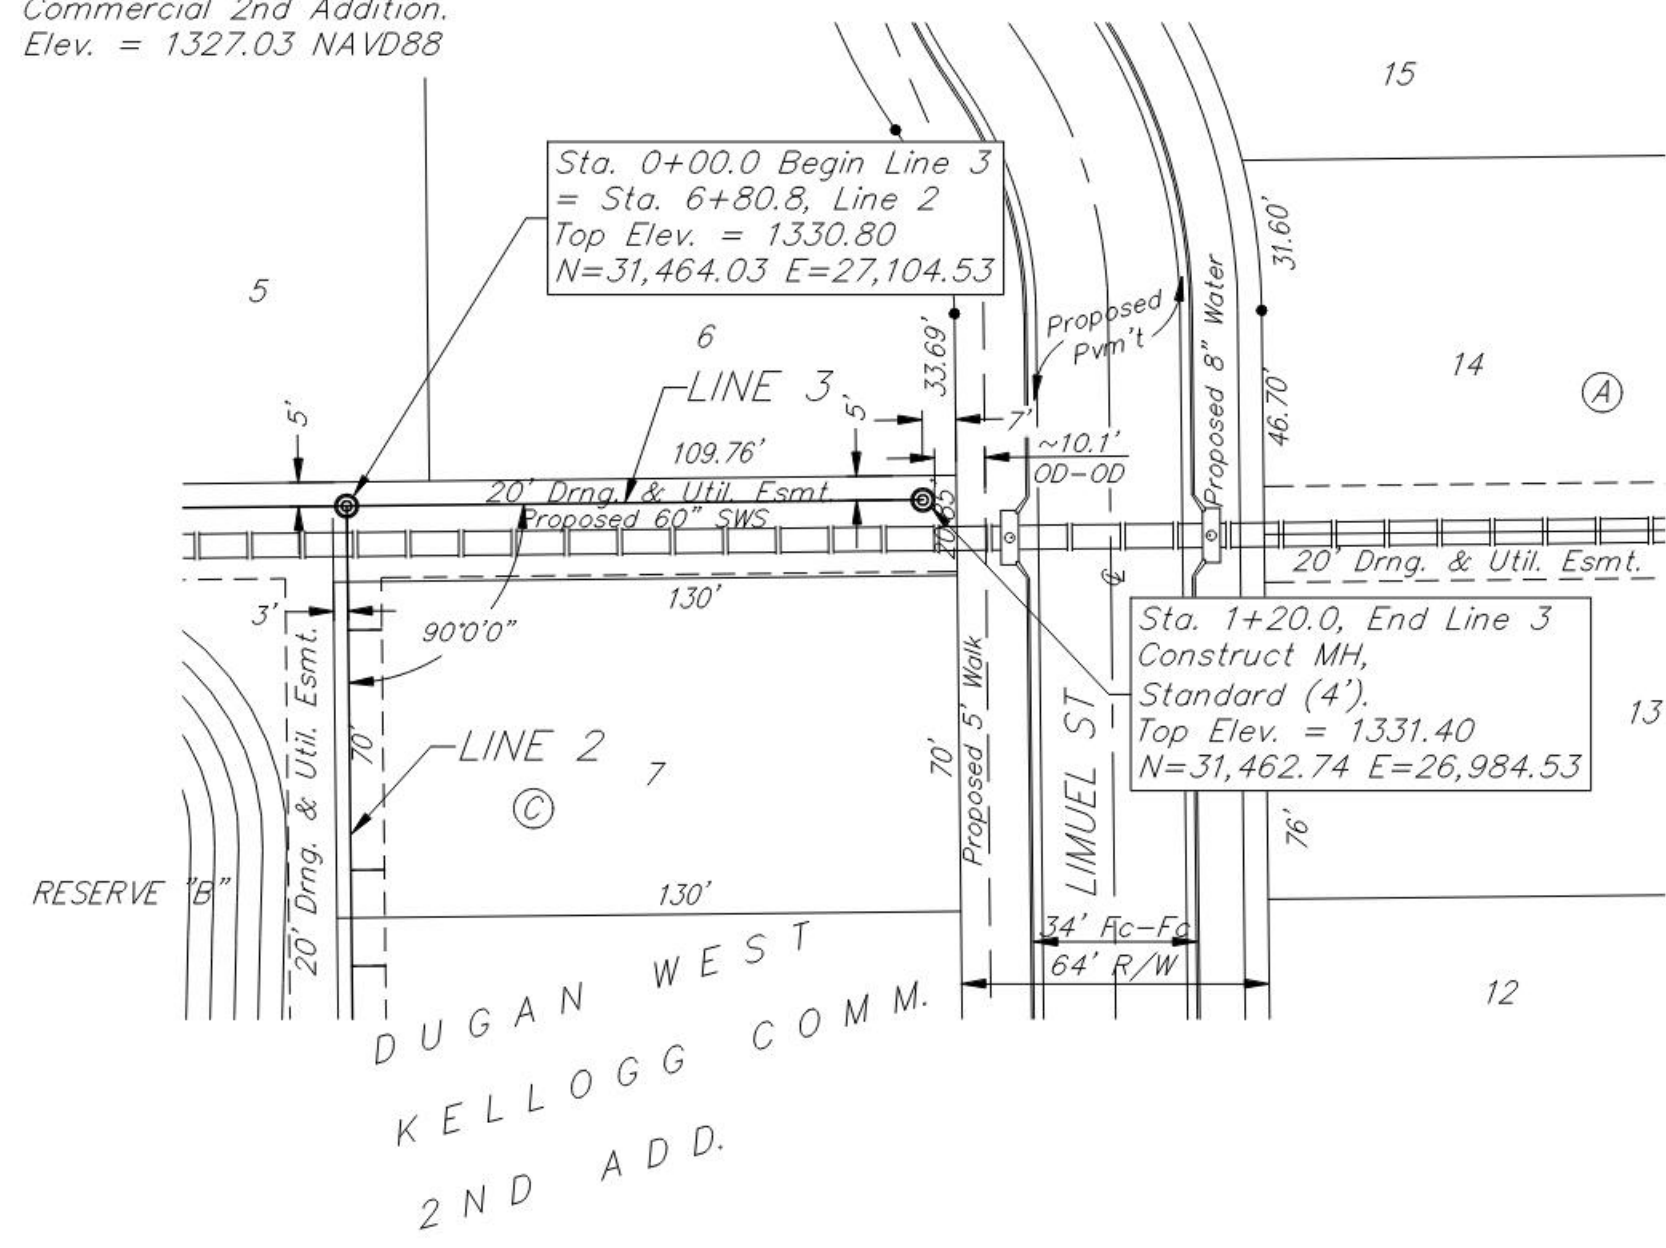 Commercial 2nd Addition.
Elev. = 1327.03 NAVD88
15
Sta. 0+00.0 Begin Line 3
= Sta. 6+80.8, Line 2
Top Elev. = 1330.80
N=31,464.03 E=27,104.53
31.60'
5
6
33.69'
Proposed
Pvm't
Proposed 8" Water
14
A
46.70'
LINE 3
5'
5'
7'
109.76'
~10.1'
OD-OD
20' Drng. & Util. Esmt.
Proposed 60" SWS
20.85'
20' Drng. & Util. Esmt.
℄
130'
3'
90°0'0"
Sta. 1+20.0, End Line 3
Construct MH,
Standard (4').
Top Elev. = 1331.40
N=31,462.74 E=26,984.53
13
20' Drng. & Util. Esmt.
70'
LINE 2
7
C
70'
Proposed 5' Walk
LIMUEL ST
76'
RESERVE "B"
130'
34' Fc-Fc
64' R/W
12
DUGAN WEST
KELLOGG COMM.
2ND ADD.